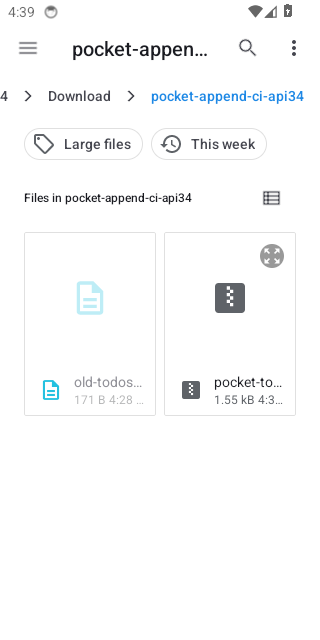 4:39
pocket-appen...
4 > Download > pocket-append-ci-api34
Large files
This week
Files in pocket-append-ci-api34
old-todos...
171 B 4:28 ...
pocket-to...
1.55 kB 4:3...